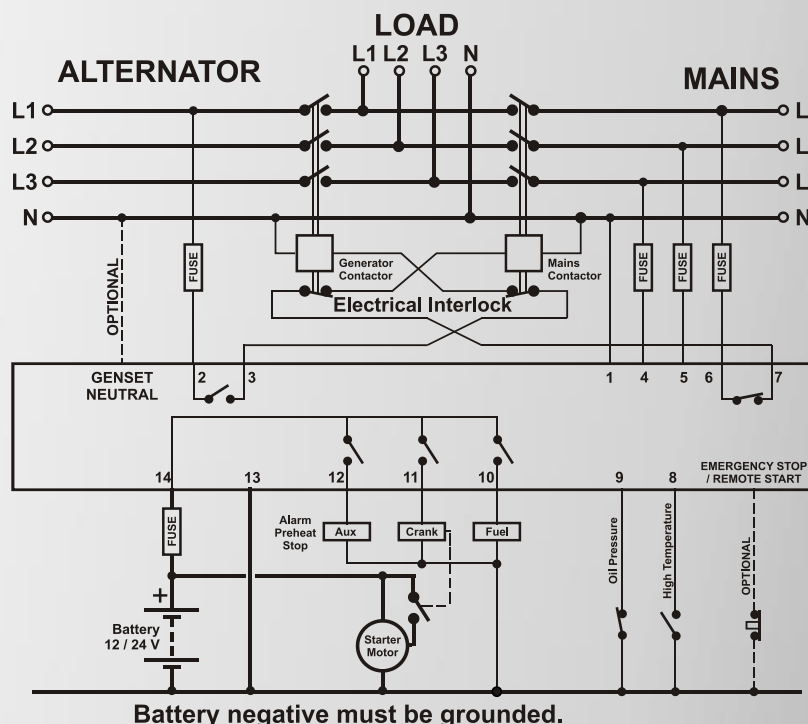 LOAD
L1 L2 L3 N
ALTERNATOR
MAINS
L1
L
L2
L
L3
L
N
N
OPTIONAL
FUSE
Generator
Contactor
Mains
Contactor
FUSE
FUSE
FUSE
Electrical Interlock
GENSET
NEUTRAL
2
3
1
4
5
6
7
14
13
12
11
10
9
8
EMERGENCY STOP
/ REMOTE START
FUSE
Alarm
Preheat
Stop
Aux
Crank
Fuel
Oil Pressure
High Temperature
OPTIONAL
+
Battery
12 / 24 V
Starter
Motor
Battery negative must be grounded.